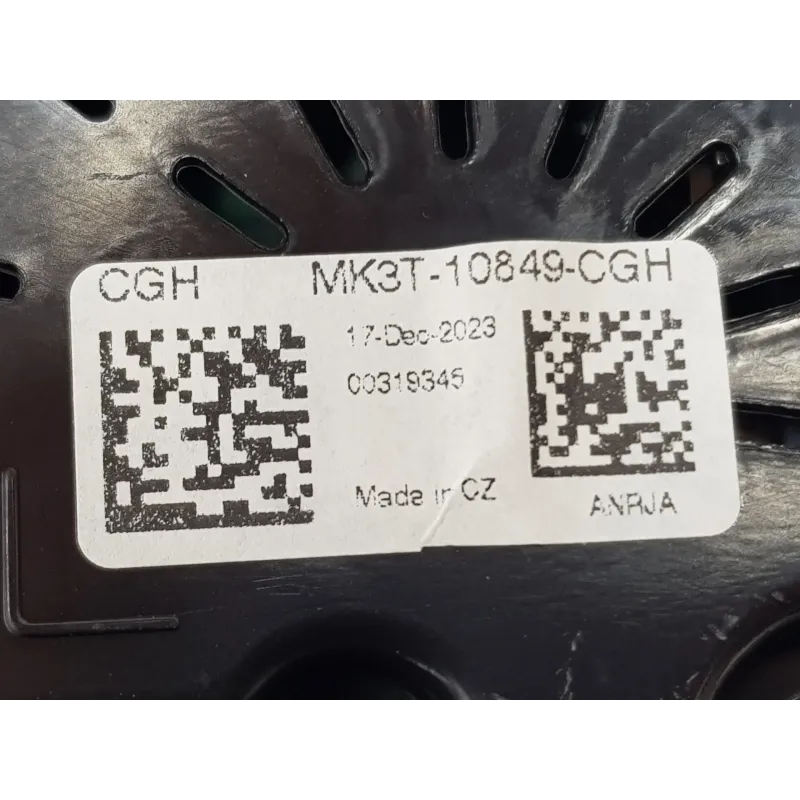 CGH MK3T-10849-CGH
17-Dec-2023
00319345
Made in CZ
ANRJA